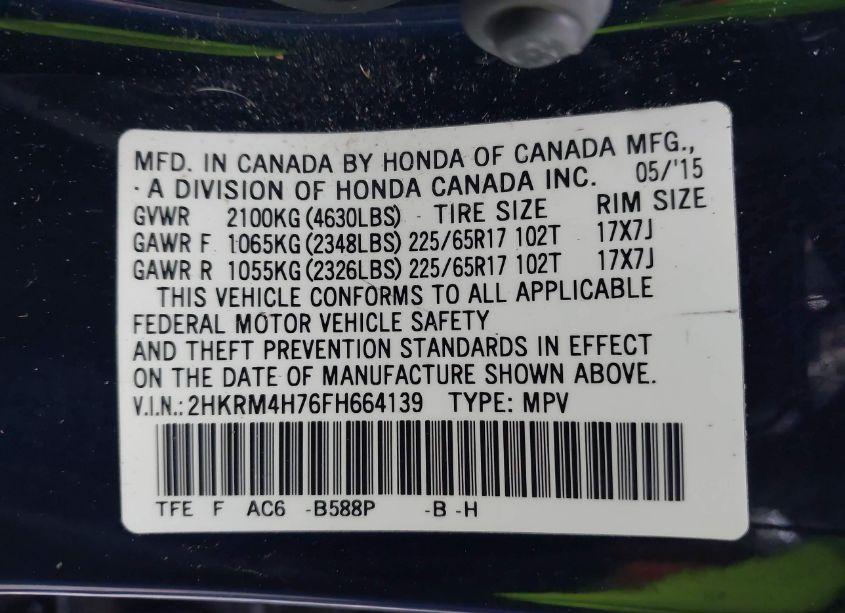 MFD. IN CANADA BY HONDA OF CANADA MFG.,
· A DIVISION OF HONDA CANADA INC. 05/'15
GVWR 2100KG (4630LBS) - TIRE SIZE RIM SIZE
GAWR F 1065KG (2348LBS) 225/65R17 102T 17X7J
GAWR R 1055KG (2326LBS) 225/65R17 102T 17X7J
THIS VEHICLE CONFORMS TO ALL APPLICABLE
FEDERAL MOTOR VEHICLE SAFETY
AND THEFT PREVENTION STANDARDS IN EFFECT
ON THE DATE OF MANUFACTURE SHOWN ABOVE.
V.I.N.: 2HKRM4H76FH664139 TYPE: MPV
TFE F AC6 -B588P -B -H